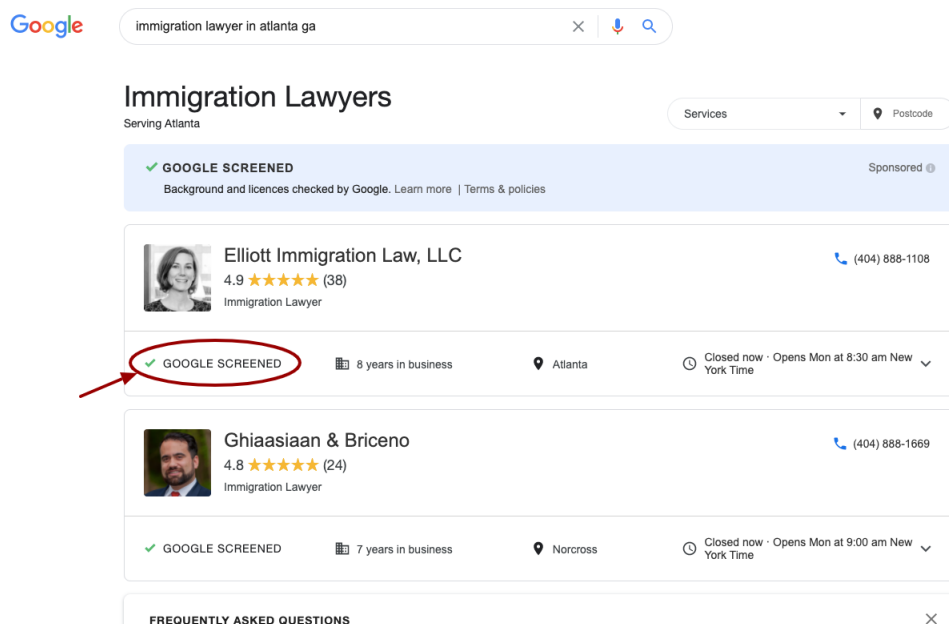 Google
immigration lawyer in atlanta ga
Immigration Lawyers
Serving Atlanta
Services
Postcode
GOOGLE SCREENED
Sponsored
Background and licences checked by Google. Learn more | Terms & policies
Elliott Immigration Law, LLC
(404) 888-1108
4.9 (38)
Immigration Lawyer
GOOGLE SCREENED
8 years in business
Atlanta
Closed now · Opens Mon at 8:30 am New
York Time
Ghiaasiaan & Briceno
(404) 888-1669
4.8 (24)
Immigration Lawyer
GOOGLE SCREENED
7 years in business
Norcross
Closed now · Opens Mon at 9:00 am New
York Time
FREQUENTLY ASKED QUESTIONS